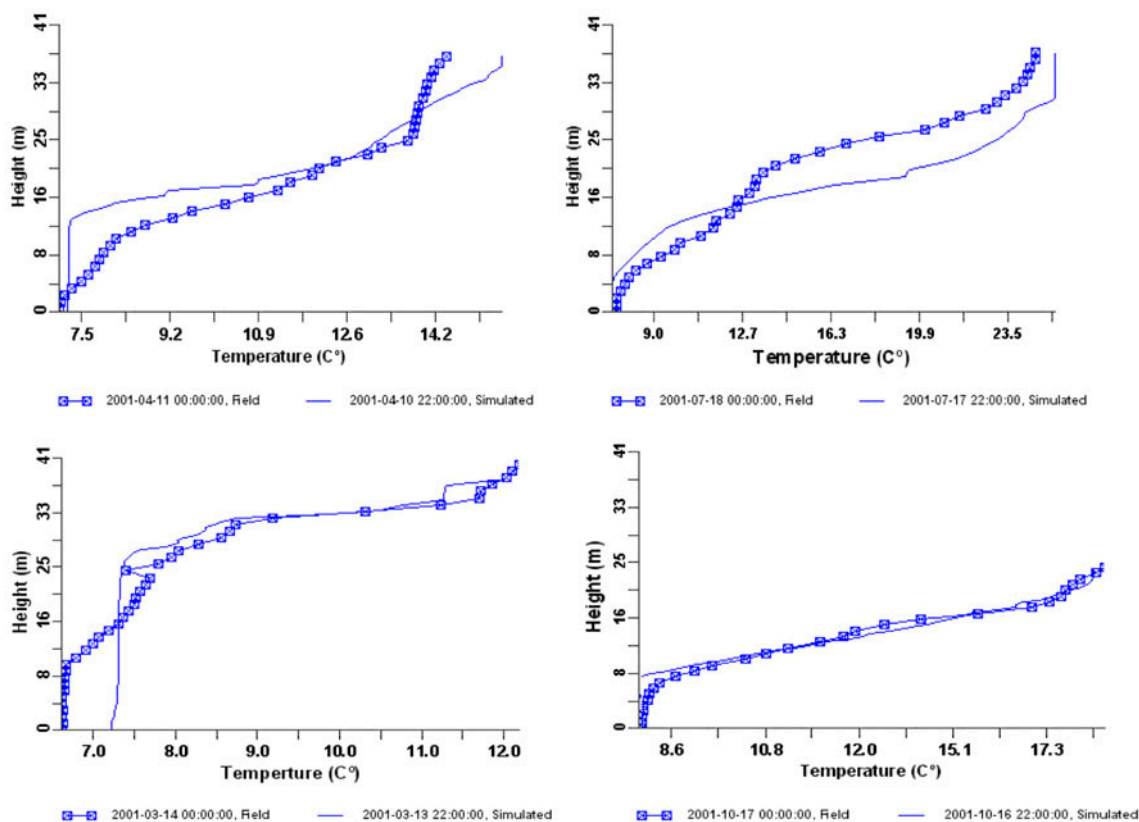 41
33
25
16
8
0
Height (m)
7.5 9.2 10.9 12.6 14.2
Temperature (C°)
2001-04-11 00:00:00, Field 2001-04-10 22:00:00, Simulated
41
33
25
16
8
0
Height (m)
9.0 12.7 16.3 19.9 23.5
Temperature (C°)
2001-07-18 00:00:00, Field 2001-07-17 22:00:00, Simulated
41
33
25
16
8
0
Height (m)
7.0 8.0 9.0 10.0 11.0 12.0
Temperture (C°)
2001-03-14 00:00:00, Field 2001-03-13 22:00:00, Simulated
41
33
25
16
8
0
Height (m)
8.6 10.8 12.0 15.1 17.3
Temperature (C°)
2001-10-17 00:00:00, Field 2001-10-16 22:00:00, Simulated